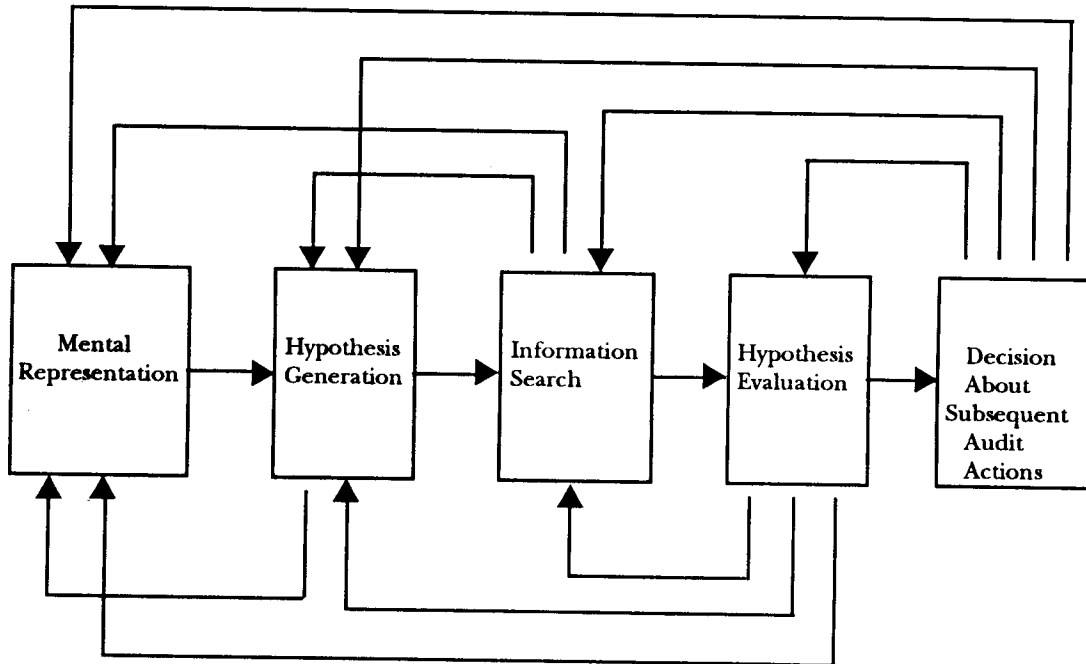 Mental
Representation
Hypothesis
Generation
Information
Search
Hypothesis
Evaluation
Decision
About
Subsequent
Audit
Actions